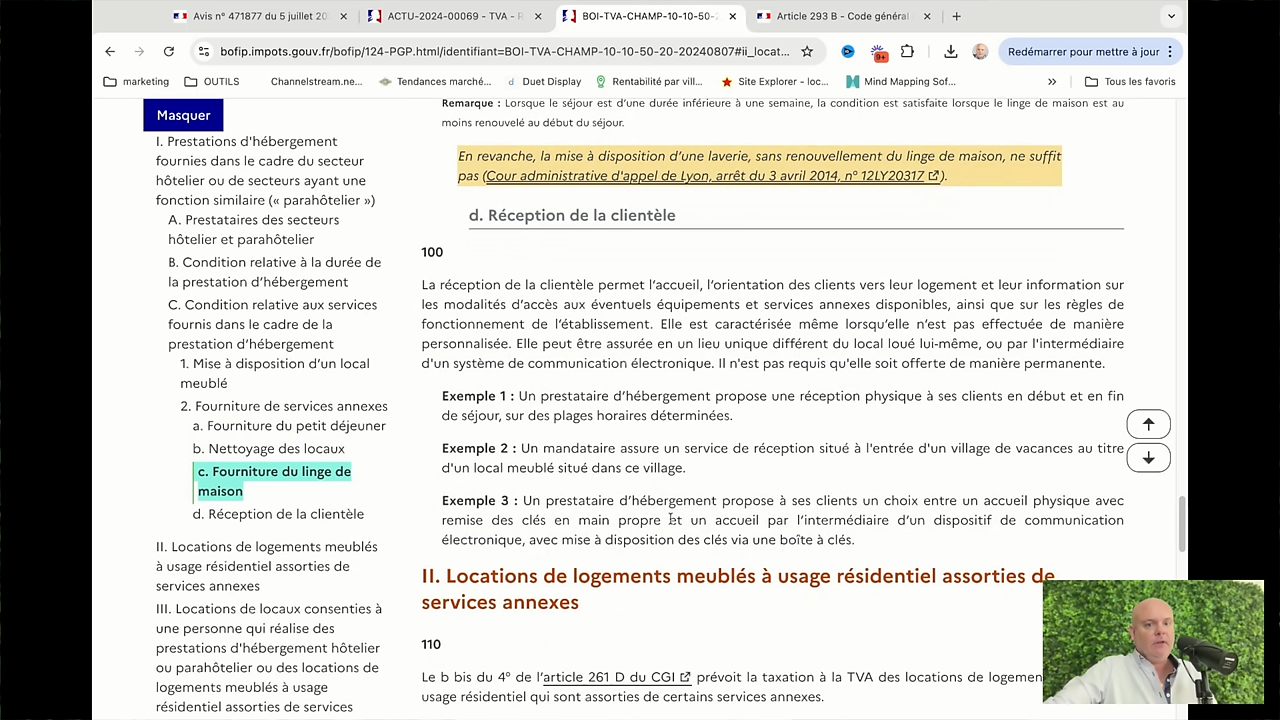 Avis n° 471877 du 5 juillet 20
ACTU-2024-00069 - TVA - R
BOI-TVA-CHAMP-10-10-50-2
Article 293 B - Code général
bofip.impots.gouv.fr/bofip/124-PGP.html/identifiant=BOI-TVA-CHAMP-10-10-50-20-20240807#ii_locat...
9+
Redémarrer pour mettre à jour
marketing
OUTILS
Channelstream.ne...
Tendances marché...
Duet Display
Rentabilité par vill...
Site Explorer - loc...
Mind Mapping Sof...
»
Tous les favoris
Masquer
I. Prestations d'hébergement
fournies dans le cadre du secteur
hôtelier ou de secteurs ayant une
fonction similaire (« parahôtelier »)
A. Prestataires des secteurs
hôtelier et parahôtelier
B. Condition relative à la durée de
la prestation d’hébergement
C. Condition relative aux services
fournis dans le cadre de la
prestation d’hébergement
1. Mise à disposition d’un local
meublé
2. Fourniture de services annexes
a. Fourniture du petit déjeuner
b. Nettoyage des locaux
c. Fourniture du linge de
maison
d. Réception de la clientèle
II. Locations de logements meublés
à usage résidentiel assorties de
services annexes
III. Locations de locaux consenties à
une personne qui réalise des
prestations d'hébergement hôtelier
ou parahôtelier ou des locations de
logements meublés à usage
résidentiel assorties de services
Remarque : Lorsque le séjour est d’une durée inférieure à une semaine, la condition est satisfaite lorsque le linge de maison est au
moins renouvelé au début du séjour.
En revanche, la mise à disposition d’une laverie, sans renouvellement du linge de maison, ne suffit
pas (Cour administrative d'appel de Lyon, arrêt du 3 avril 2014, n° 12LY20317).
d. Réception de la clientèle
100
La réception de la clientèle permet l’accueil, l’orientation des clients vers leur logement et leur information sur
les modalités d’accès aux éventuels équipements et services annexes disponibles, ainsi que sur les règles de
fonctionnement de l’établissement. Elle est caractérisée même lorsqu’elle n’est pas effectuée de manière
personnalisée. Elle peut être assurée en un lieu unique différent du local loué lui-même, ou par l'intermédiaire
d'un système de communication électronique. Il n'est pas requis qu'elle soit offerte de manière permanente.
Exemple 1 : Un prestataire d’hébergement propose une réception physique à ses clients en début et en fin
de séjour, sur des plages horaires déterminées.
Exemple 2 : Un mandataire assure un service de réception situé à l'entrée d'un village de vacances au titre
d'un local meublé situé dans ce village.
Exemple 3 : Un prestataire d’hébergement propose à ses clients un choix entre un accueil physique avec
remise des clés en main propre et un accueil par l’intermédiaire d’un dispositif de communication
électronique, avec mise à disposition des clés via une boîte à clés.
II. Locations de logements meublés à usage résidentiel assorties de
services annexes
110
Le b bis du 4° de l’article 261 D du CGI prévoit la taxation à la TVA des locations de logemen
usage résidentiel qui sont assorties de certains services annexes.